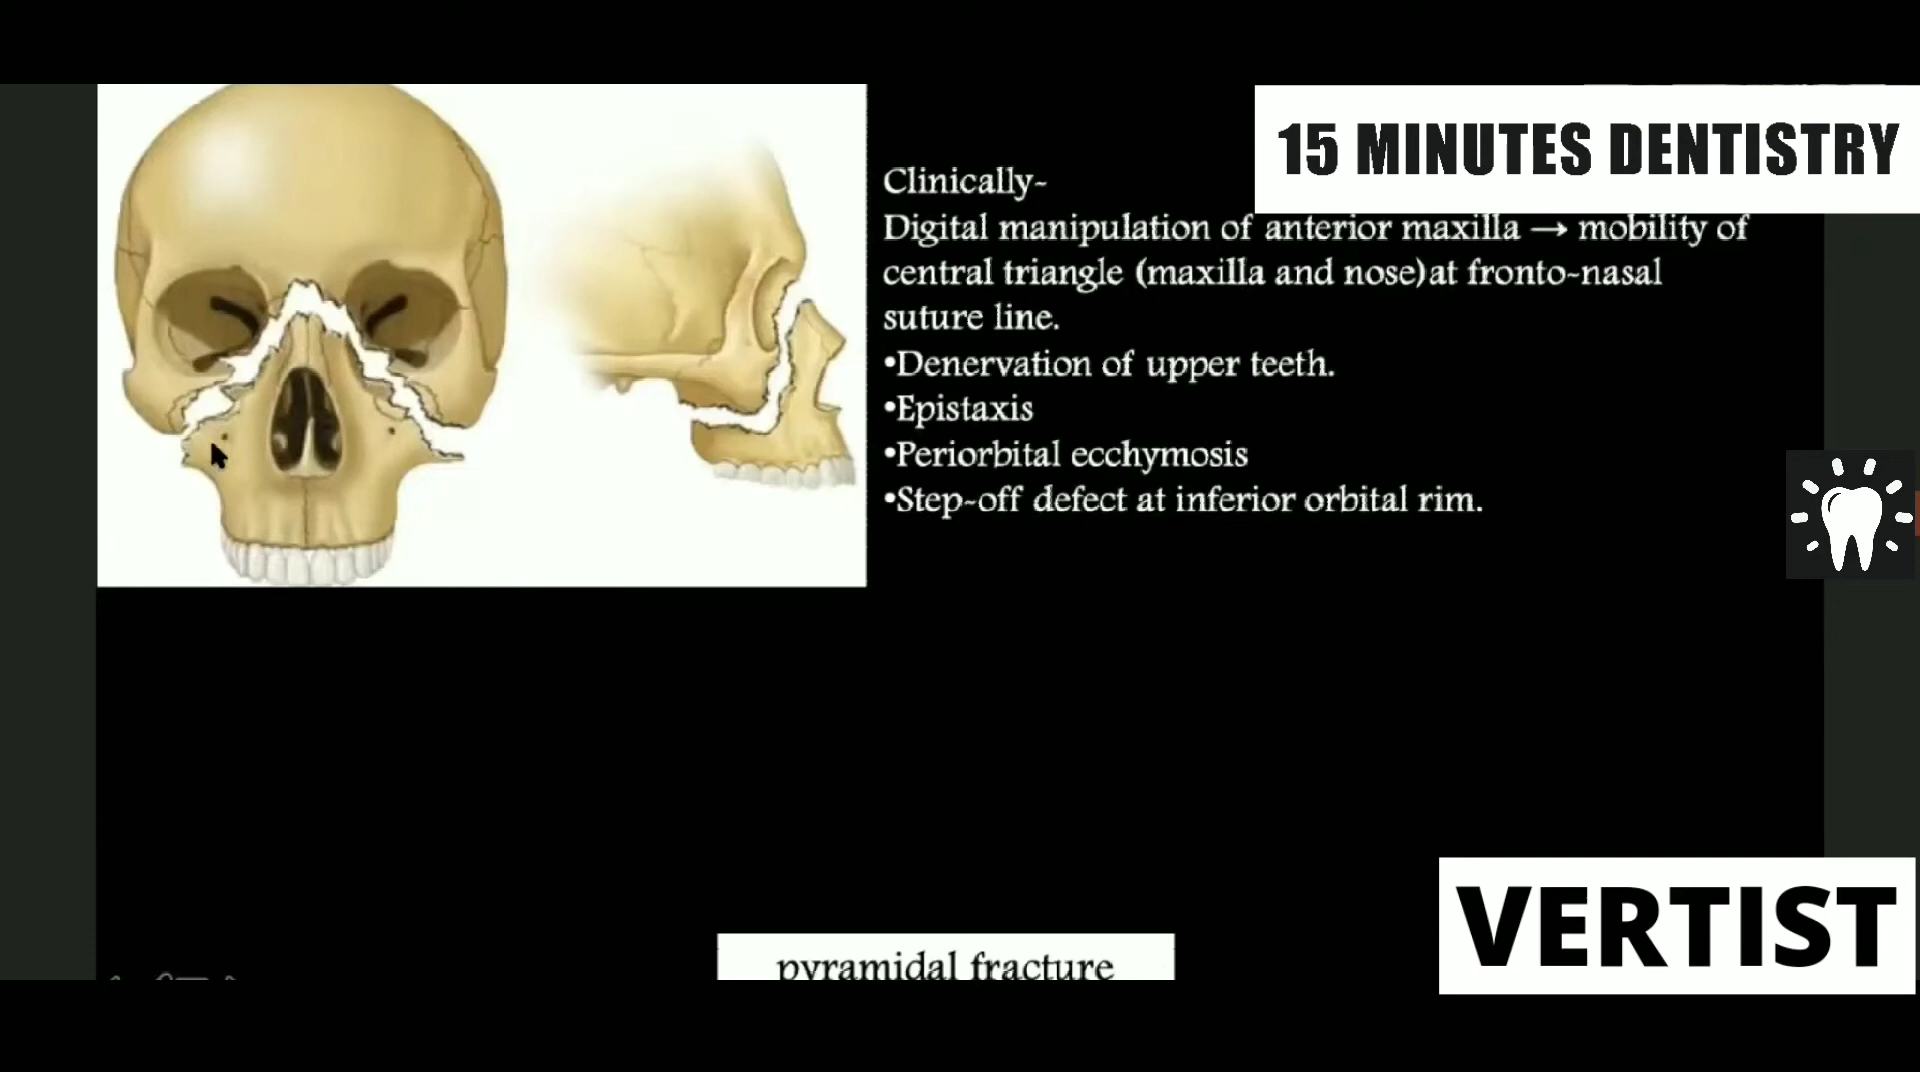 15 MINUTES DENTISTRY
Clinically-
Digital manipulation of anterior maxilla → mobility of
central triangle (maxilla and nose)at fronto-nasal
suture line.
•Denervation of upper teeth.
•Epistaxis
•Periorbital ecchymosis
•Step-off defect at inferior orbital rim.
VERTIST
pyramidal fracture